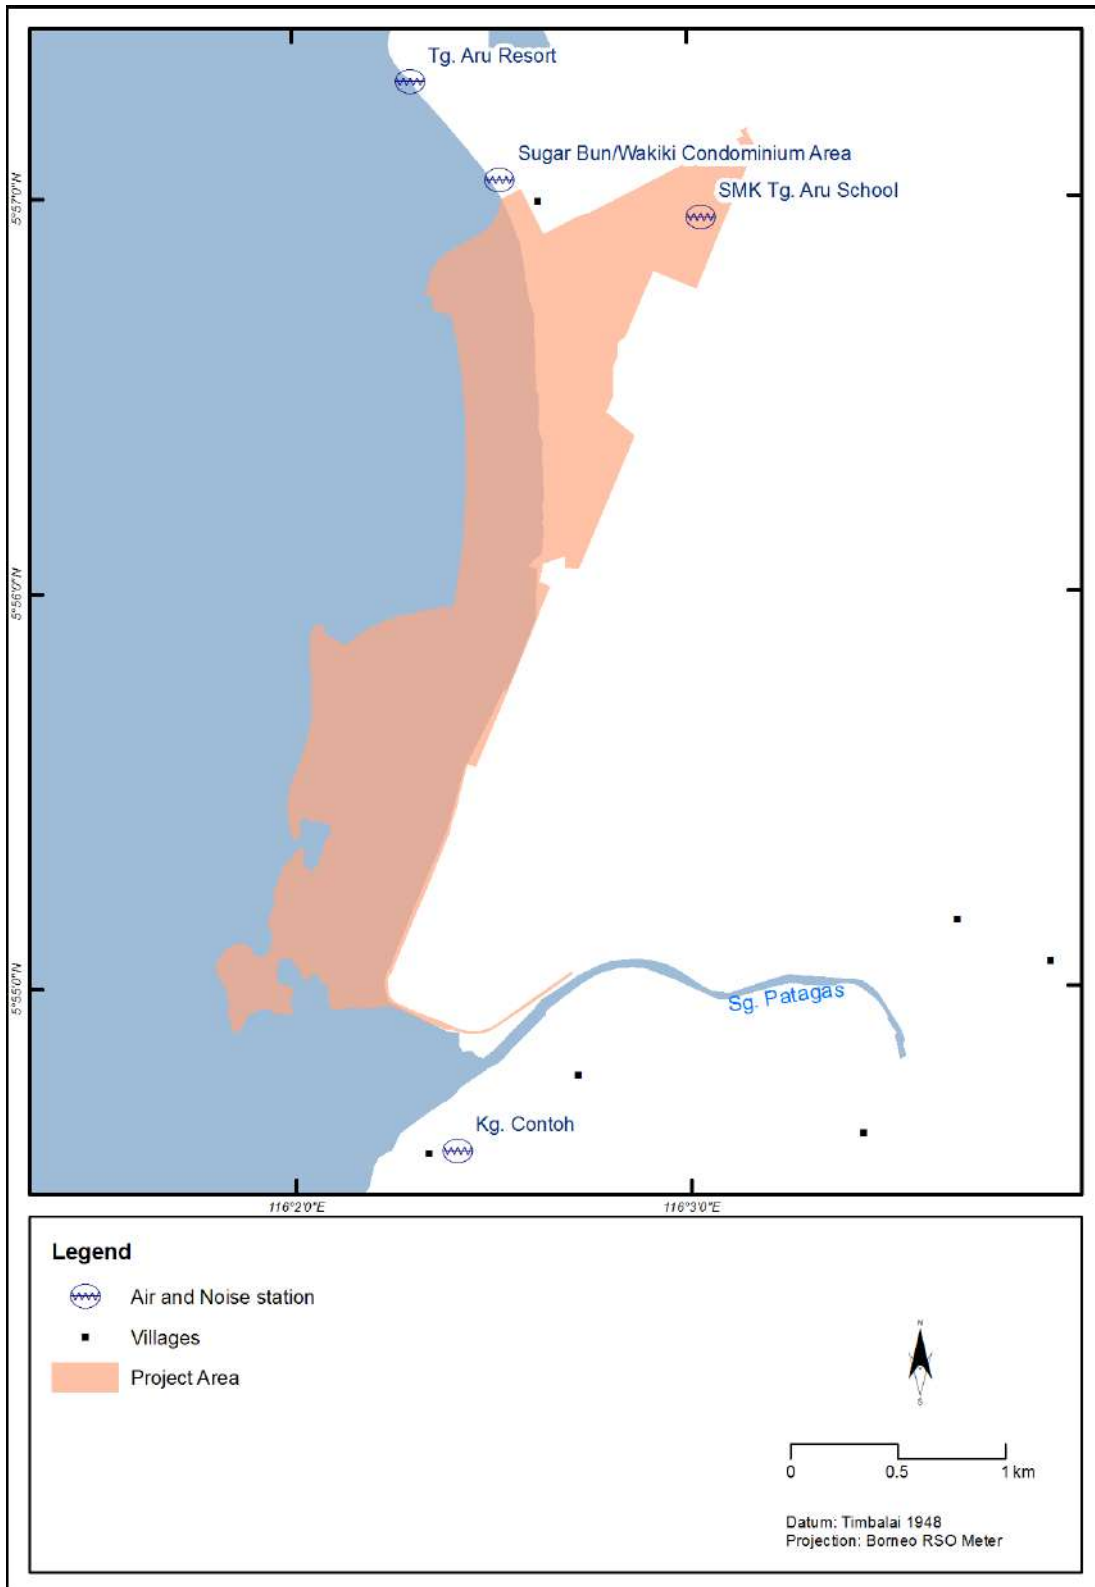 Tg. Aru Resort
Sugar Bun/Wakiki Condominium Area
SMK Tg. Aru School
5°57'0"N
5°56'0"N
5°55'0"N
Sg. Patagas
Kg. Contoh
116°2'0"E
116°3'0"E
Legend
Air and Noise station
Villages
Project Area
N
S
0 0.5 1 km
Datum: Timbalai 1948
Projection: Borneo RSO Meter